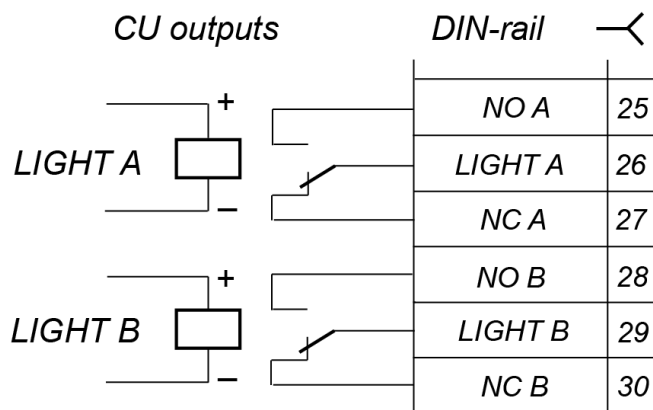 CU outputs DIN-rail
+
NO A 25
LIGHT A LIGHT A 26
–
NC A 27
+
NO B 28
LIGHT B LIGHT B 29
–
NC B 30